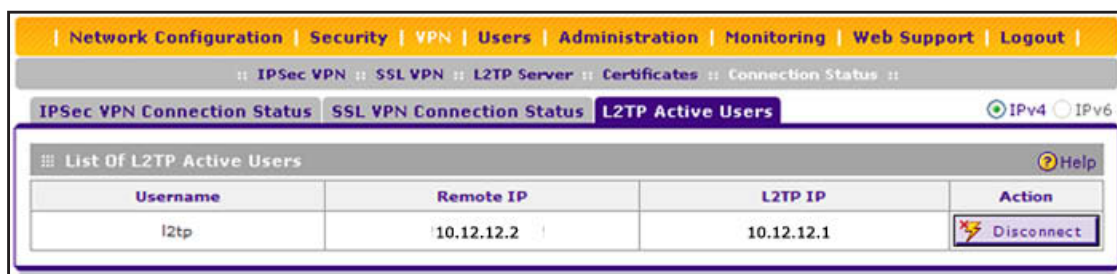 | Network Configuration | Security | VPN | Users | Administration | Monitoring | Web Support | Logout |
:: IPSec VPN :: SSL VPN :: L2TP Server :: Certificates :: Connection Status ::
IPSec VPN Connection Status SSL VPN Connection Status L2TP Active Users IPv4 IPv6
List Of L2TP Active Users ? Help
Username Remote IP L2TP IP Action
l2tp 10.12.12.2 10.12.12.1 Disconnect